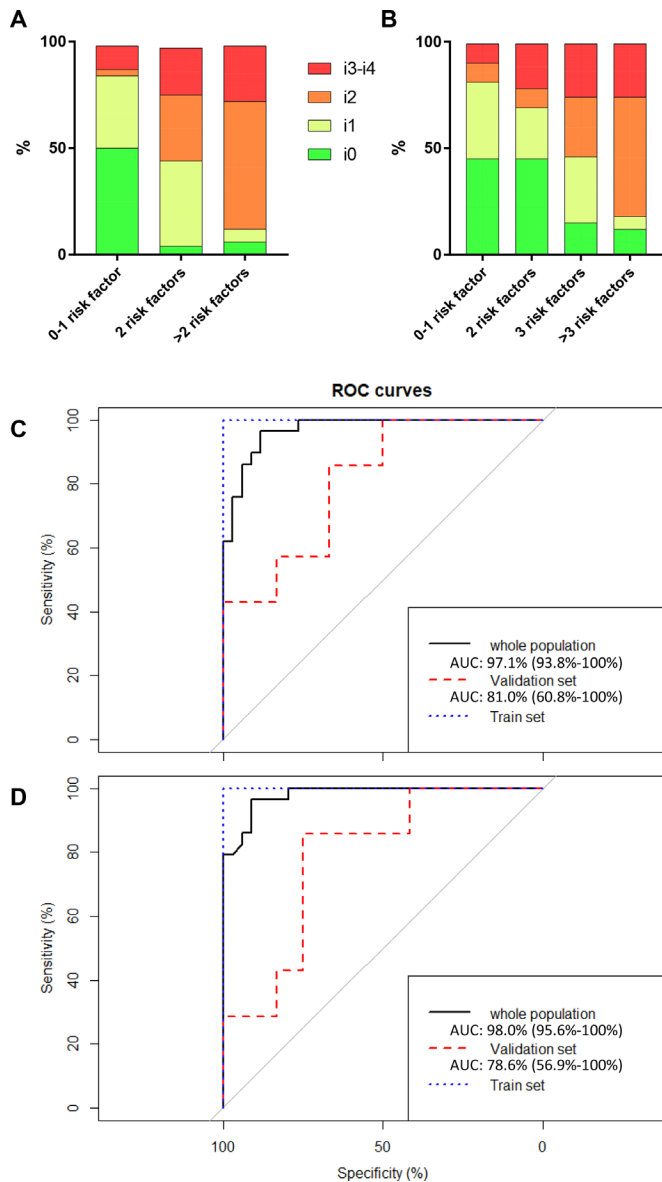 A
100
50
0
%
0-1 risk factor
2 risk factors
>2 risk factors
i3-i4
i2
i1
i0
B
100
50
0
%
0-1 risk factor
2 risk factors
3 risk factors
>3 risk factors
ROC curves
C
100
80
60
40
20
0
Sensitivity (%)
whole population
AUC: 97.1% (93.8%-100%)
Validation set
AUC: 81.0% (60.8%-100%)
Train set
D
100
80
60
40
20
0
Sensitivity (%)
whole population
AUC: 98.0% (95.6%-100%)
Validation set
AUC: 78.6% (56.9%-100%)
Train set
100
50
0
Specificity (%)